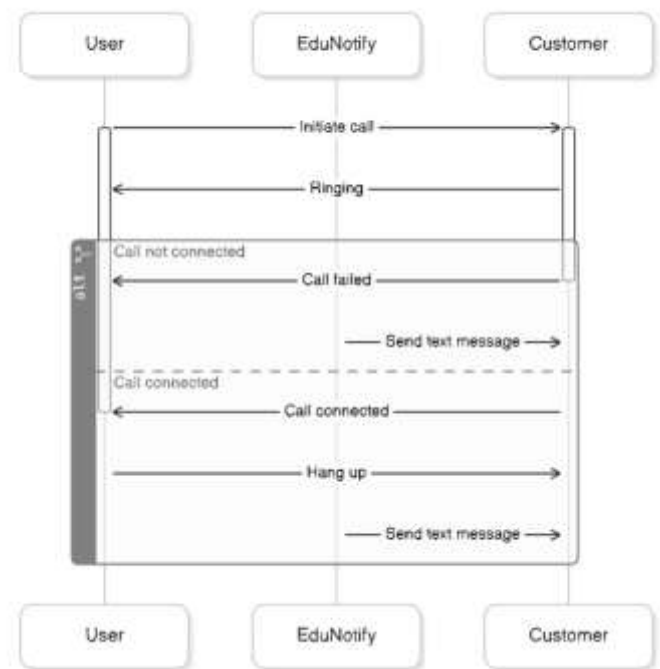 User EduNotify Customer
Initiate call
Ringing
alt
Call not connected
Call failed
Send text message
Call connected
Call connected
Hang up
Send text message
User EduNotify Customer